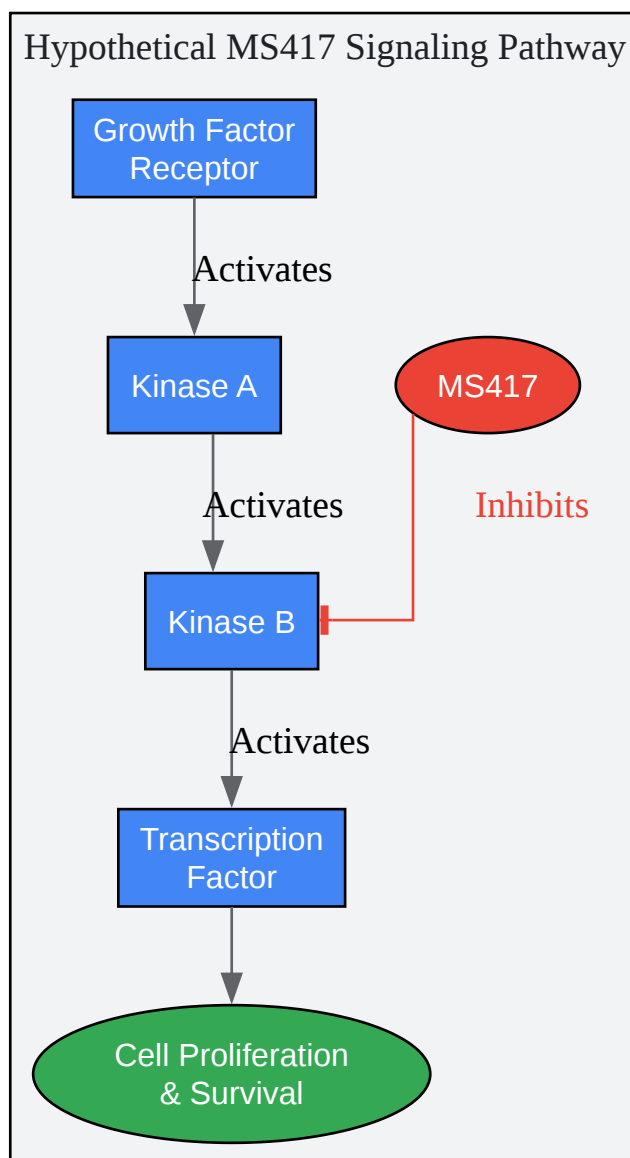 Hypothetical MS417 Signaling Pathway
Growth Factor
Receptor
Activates
Kinase A
MS417
Activates
Inhibits
Kinase B
Activates
Transcription
Factor
Cell Proliferation
& Survival